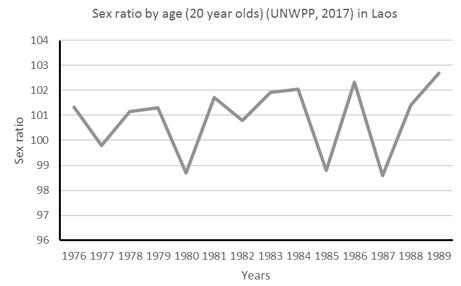 Sex ratio by age (20 year olds) (UNWPP, 2017) in Laos
104
103
102
101
100
99
98
97
96
Sex ratio
1976 1977 1978 1979 1980 1981 1982 1983 1984 1985 1986 1987 1988 1989
Years